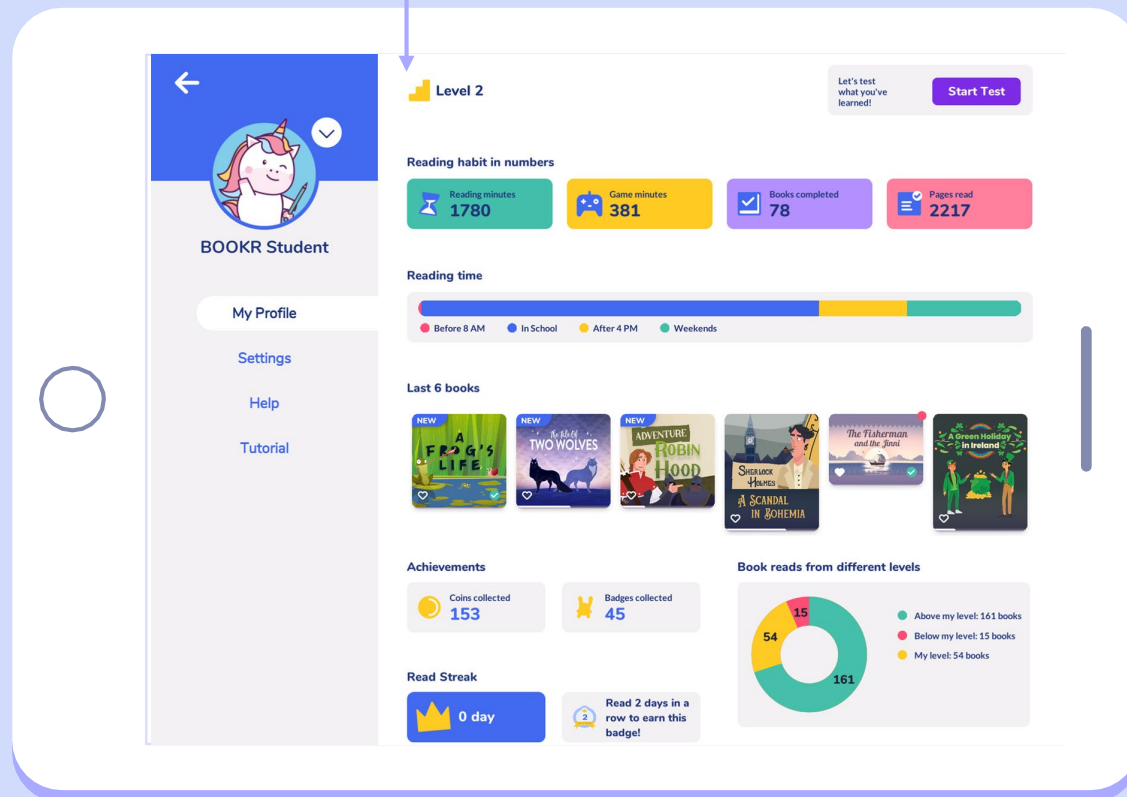 Level 2
Let's test
what you've
learned!
Start Test
BOOKR Student
My Profile
Settings
Help
Tutorial
Reading habit in numbers
Reading minutes
1780
Game minutes
381
Books completed
78
Pages read
2217
Reading time
Before 8 AM
In School
After 4 PM
Weekends
Last 6 books
NEW
A
FROG'S
LIFE
NEW
The Tale Of
TWO WOLVES
NEW
ADVENTURE
ROBIN
HOOD
SHERLOCK
HOLMES
A SCANDAL
IN BOHEMIA
The Fisherman
and the Jinni
A Green Holiday
in Ireland
Achievements
Coins collected
153
Badges collected
45
Read Streak
0 day
2
Read 2 days in a
row to earn this
badge!
Book reads from different levels
15
54
161
Above my level: 161 books
Below my level: 15 books
My level: 54 books